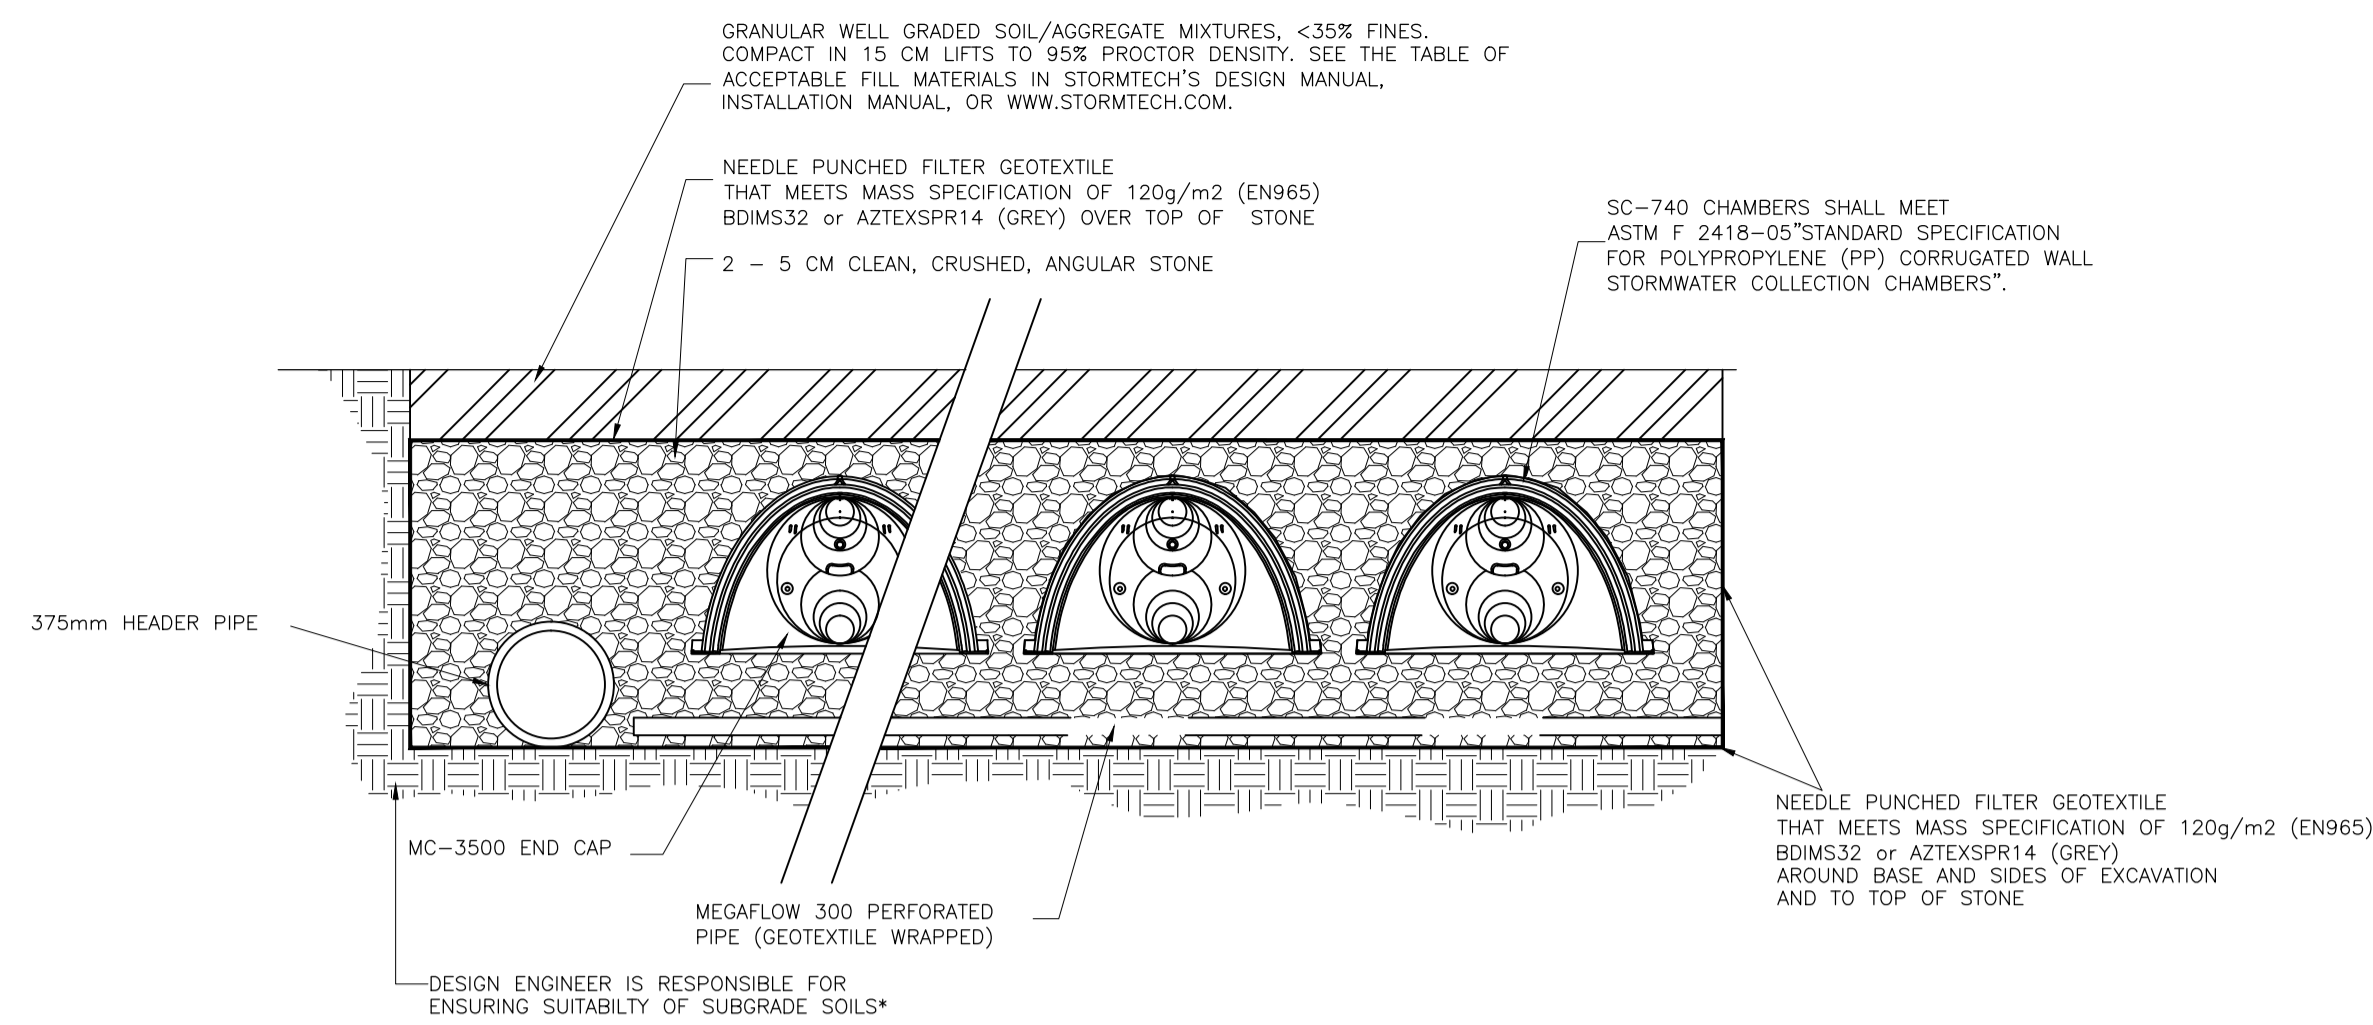 GRANULAR WELL GRADED SOIL/AGGREGATE MIXTURES, <35% FINES.
COMPACT IN 15 CM LIFTS TO 95% PROCTOR DENSITY. SEE THE TABLE OF
ACCEPTABLE FILL MATERIALS IN STORMTECH'S DESIGN MANUAL,
INSTALLATION MANUAL, OR WWW.STORMTECH.COM.
NEEDLE PUNCHED FILTER GEOTEXTILE
THAT MEETS MASS SPECIFICATION OF 120g/m2 (EN965)
BDIMS32 or AZTEXSPR14 (GREY) OVER TOP OF STONE
2 - 5 CM CLEAN, CRUSHED, ANGULAR STONE
SC-740 CHAMBERS SHALL MEET
ASTM F 2418-05"STANDARD SPECIFICATION
FOR POLYPROPYLENE (PP) CORRUGATED WALL
STORMWATER COLLECTION CHAMBERS".
375mm HEADER PIPE
MC-3500 END CAP
MEGAFLOW 300 PERFORATED
PIPE (GEOTEXTILE WRAPPED)
DESIGN ENGINEER IS RESPONSIBLE FOR
ENSURING SUITABILTY OF SUBGRADE SOILS*
NEEDLE PUNCHED FILTER GEOTEXTILE
THAT MEETS MASS SPECIFICATION OF 120g/m2 (EN965)
BDIMS32 or AZTEXSPR14 (GREY)
AROUND BASE AND SIDES OF EXCAVATION
AND TO TOP OF STONE